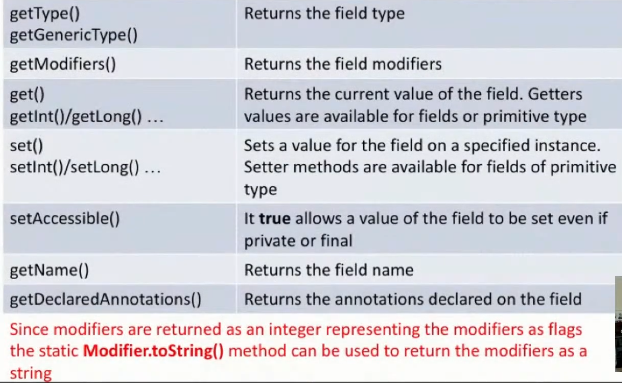 getType()
getGenericType()
Returns the field type
getModifiers()
Returns the field modifiers
get()
getInt()/getLong() ...
Returns the current value of the field. Getters
values are available for fields or primitive type
set()
setInt()/setLong() ...
Sets a value for the field on a specified instance.
Setter methods are available for fields of primitive
type
setAccessible()
It true allows a value of the field to be set even if
private or final
getName()
Returns the field name
getDeclaredAnnotations()
Returns the annotations declared on the field
Since modifiers are returned as an integer representing the modifiers as flags
the static Modifier.toString() method can be used to return the modifiers as a
string